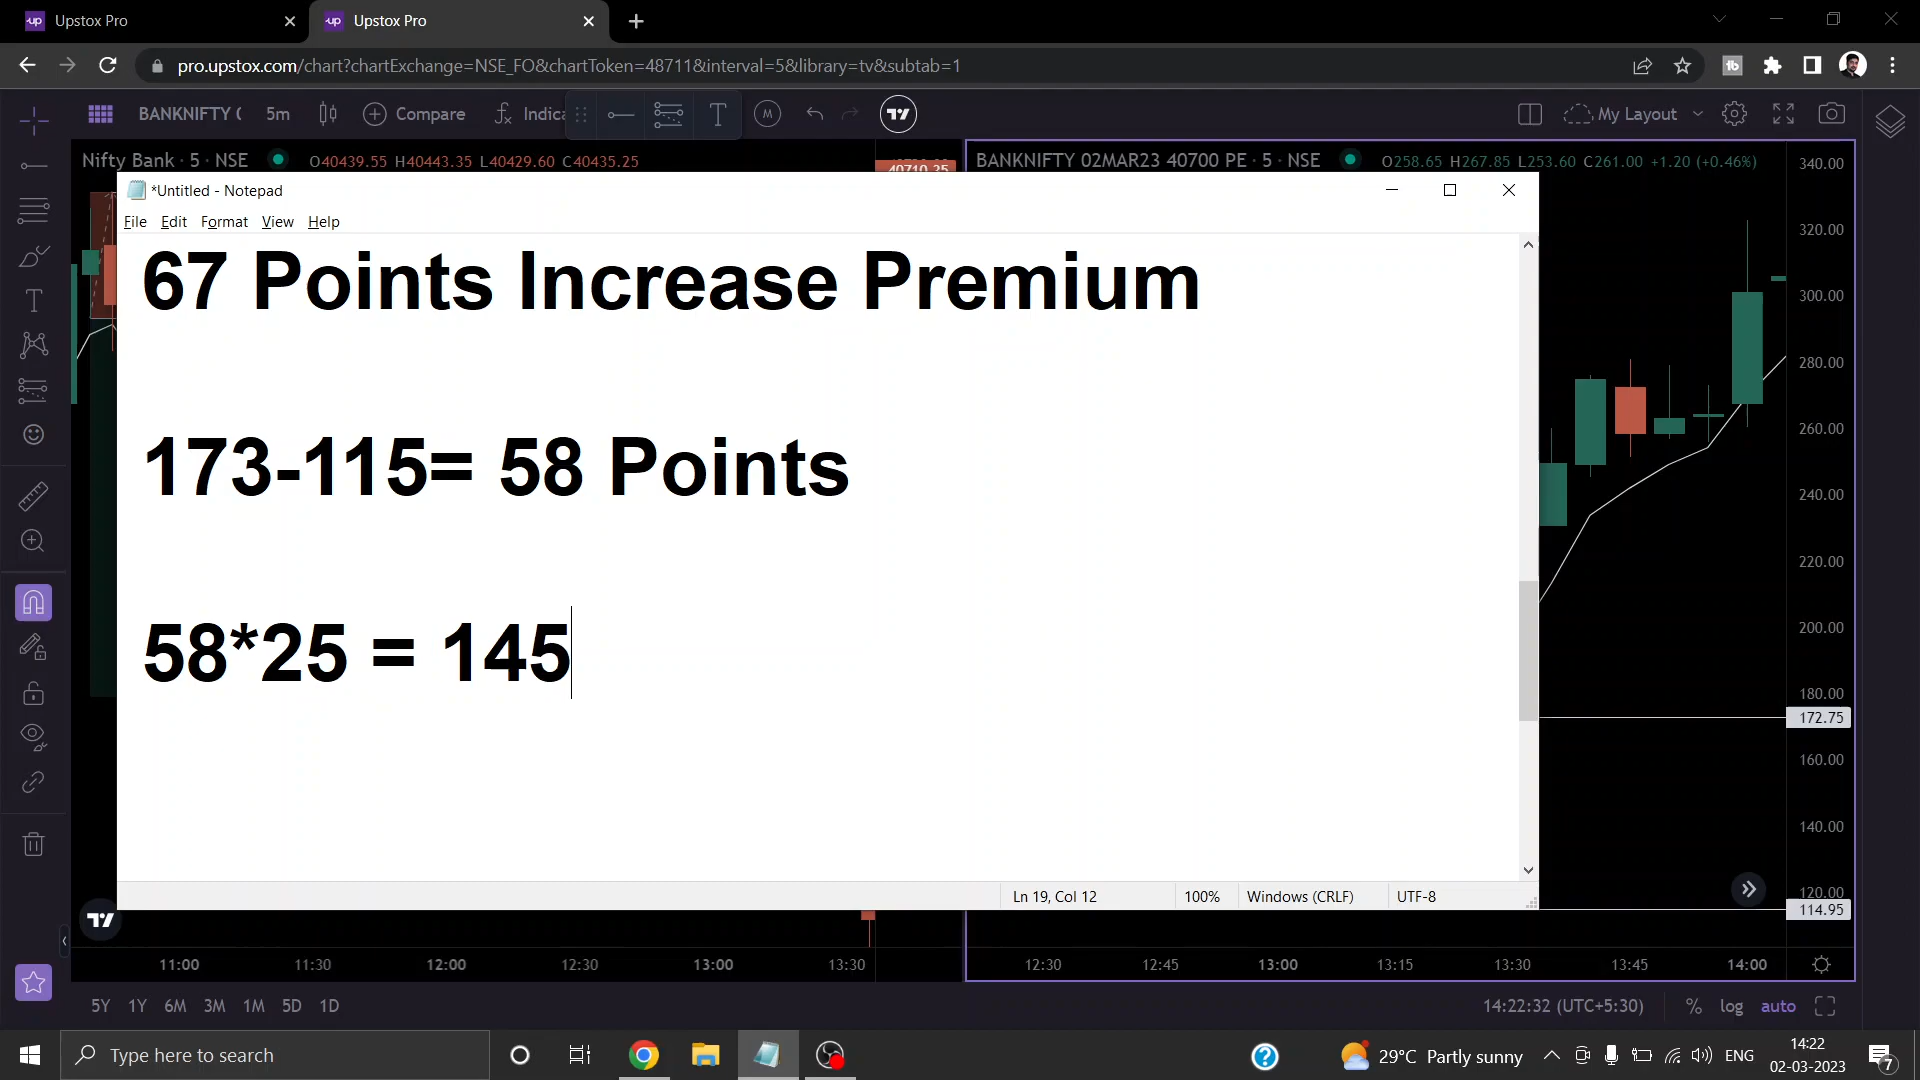 Upstox Pro
Upstox Pro
pro.upstox.com/chart?chartExchange=NSE_FO&chartToken=48711&interval=5&library=tv&subtab=1
BANKNIFTY
5m
Compare
Indica
My Layout
Nifty Bank · 5 · NSE
O40439.55 H40443.35 L40429.60 C40435.25
40710.25
BANKNIFTY 02MAR23 40700 PE · 5 · NSE
O258.65 H267.85 L253.60 C261.00 +1.20 (+0.46%)
*Untitled - Notepad
File Edit Format View Help
67 Points Increase Premium
173-115= 58 Points
58*25 = 145
Ln 19, Col 12
100%
Windows (CRLF)
UTF-8
340.00
320.00
300.00
280.00
260.00
240.00
220.00
200.00
180.00
172.75
160.00
140.00
120.00
114.95
11:00 11:30 12:00 12:30 13:00 13:30
12:30 12:45 13:00 13:15 13:30 13:45 14:00
5Y 1Y 6M 3M 1M 5D 1D
14:22:32 (UTC+5:30)
% log auto
Type here to search
29°C Partly sunny
ENG
14:22
02-03-2023
7